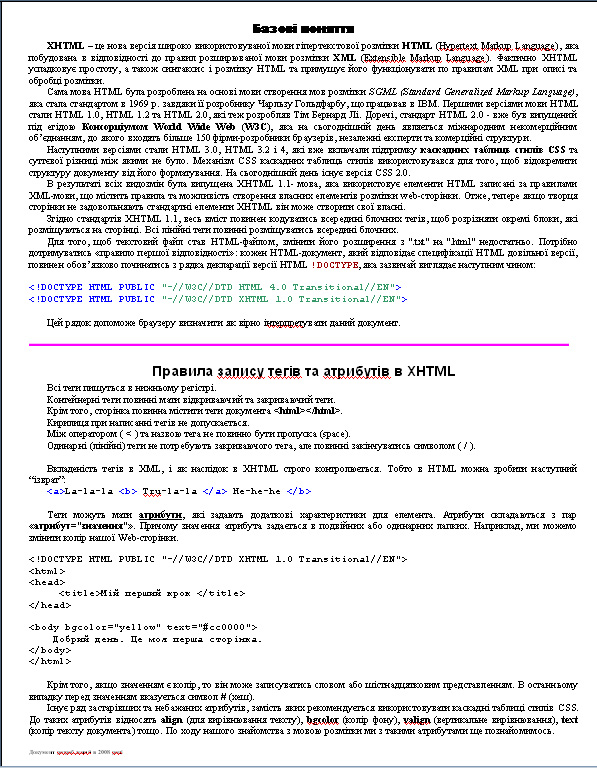 Базові поняття
XHTML – це нова версія широко використовуваної мови гіпертекстової розмітки HTML (Hypertext Markup Language), яка
побудована в відповідності до правил розширюваної мови розмітки XML (Extensible Markup Language). Фактично XHTML
успадковує простоту, а також синтаксис і розмітку HTML та примушує його функціонувати по правилам XML при описі та
обробці розмітки.
Сама мова HTML була розроблена на основі мови створення мов розмітки SGML (Standard Generalized Markup Language),
яка стала стандартом в 1969 р. завдяки її розробнику Чарльзу Гольдфарбу, що працював в IBM. Першими версіями мови HTML
стали HTML 1.0, HTML 1.2 та HTML 2.0, які теж розробляв Тім Бернард Лі. Доречі, стандарт HTML 2.0 - вже був випущений
під егідою Консорціумом World Wide Web (W3C), яка на сьогоднішній день являється міжнародним некомерційним
об’єднанням, до якого входить більше 150 фірми-розробники браузерів, незалежні експерти та комерційні структури.
Наступними версіями стали HTML 3.0, HTML 3.2 і 4, які вже включали підтримку каскадних таблиць стилів CSS та
суттєвої різниці між якими не було. Механізм CSS каскадних таблиць стилів використовувався для того, щоб відокремити
структуру документу від його форматування. На сьогоднішній день існує версія CSS 2.0.
В результаті всіх видозмін була випущена XHTML 1.1- мова, яка використовує елементи HTML записані за правилами
XML-мови, що містить правила та можливість створення власних елементів розмітки web-сторінки. Отже, тепере якщо творця
сторінки не задовольняють стандартні елементи XHTML він може створити свої власні.
Згідно стандартів XHTML 1.1, весь вміст повинен кодуватись всередині блочних тегів, щоб розрізняти окремі блоки, які
розміщуються на сторінці. Всі лінійні теги повинні розміщуватись всередині блочних.
Для того, щоб текстовий файл став HTML-файлом, змінити його розширення з ".txt" на ".html" недостатньо. Потрібно
дотримуватись «правило першої відповідності»: кожен HTML-документ, який відповідає специфікації HTML довільної версії,
повинен обов’язково починатись з рядка декларації версії HTML !DOCTYPE, яка зазвичай виглядає наступним чином:
<!DOCTYPE HTML PUBLIC "-//W3C//DTD HTML 4.0 Transitional//EN">
<!DOCTYPE HTML PUBLIC "-//W3C//DTD XHTML 1.0 Transitional//EN">
Цей рядок допоможе браузеру визначити як вірно інтерпретувати даний документ.
Правила запису тегів та атрибутів в XHTML
Всі теги пишуться в нижньому регістрі.
Контейнерні теги повинні мати відкриваючий та закриваючий теги.
Крім того, сторінка повинна містити теги документа <html></html>.
Кирилиця при написанні тегів не допускається.
Між оператором ( < ) та назвою тега не повинно бути пропуска (space).
Одинарні (лінійні) теги не потребують закриваючого тега, але повинні закінчуватись символом ( / ).
Вкладеність тегів в XML, і як наслідок в XHTML строго контролюється. Тобто в HTML можна зробити наступний
“ізврат”:
<a>La-la-la <b> Tru-la-la </a> He-he-he </b>
Теги можуть мати атрибути, які задають додаткові характеристики для елемента. Атрибути складаються з пар
«атрибут="значення"». Причому значення атрибута задається в подвійних або одинарних лапках. Наприклад, ми можемо
змінити колір нашої Web-сторінки.
<!DOCTYPE HTML PUBLIC "-//W3C//DTD XHTML 1.0 Transitional//EN">
<html>
<head>
<title>Мій перший крок </title>
</head>
<body bgcolor="yellow" text="#cc0000">
Добрий день. Це моя перша сторінка.
</body>
</html>
Крім того, якщо значенням є колір, то він може записуватись словом або шістнадцятковим представленням. В останньому
випадку перед значенням вказується символ # (хеш).
Існує ряд застарівших та небажаних атрибутів, замість яких рекомендується використовувати каскадні таблиці стилів CSS.
До таких атрибутів відносять align (для вирівнювання тексту), bgcolor (колір фону), valign (вертикальне вирівнювання), text
(колір тексту документа) тощо. По ходу нашого знайомства з мовою розмітки ми з такими атрибутами ще познайомимось.
Документ в 2008